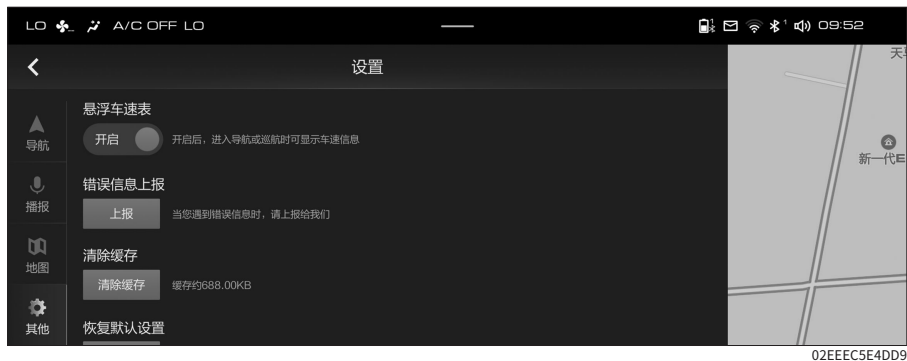 LO A/C OFF LO 1 1 09:52
设置
天
悬浮车速表
导航
开启
开启后，进入导航或巡航时可显示车速信息
新一代E
错误信息上报
播报
上报
当您遇到错误信息时，请上报给我们
清除缓存
地图
清除缓存
缓存约688.00KB
其他
恢复默认设置
02EEEC5E4DD9